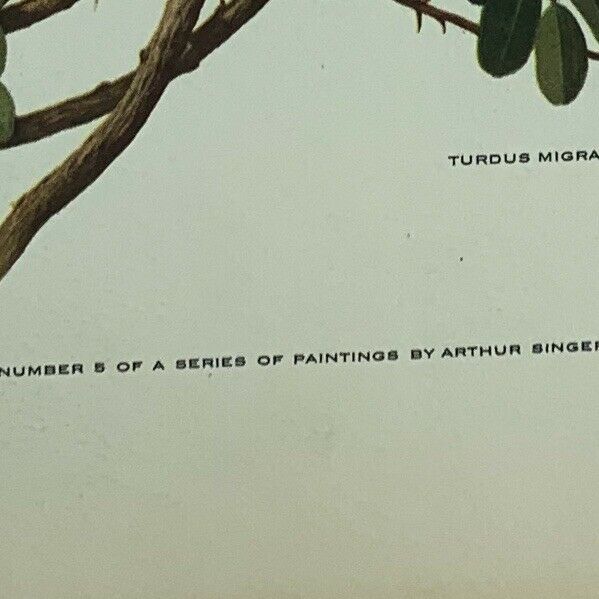 TURDUS MIGRA
NUMBER 5 OF A SERIES OF PAINTINGS BY ARTHUR SINGER